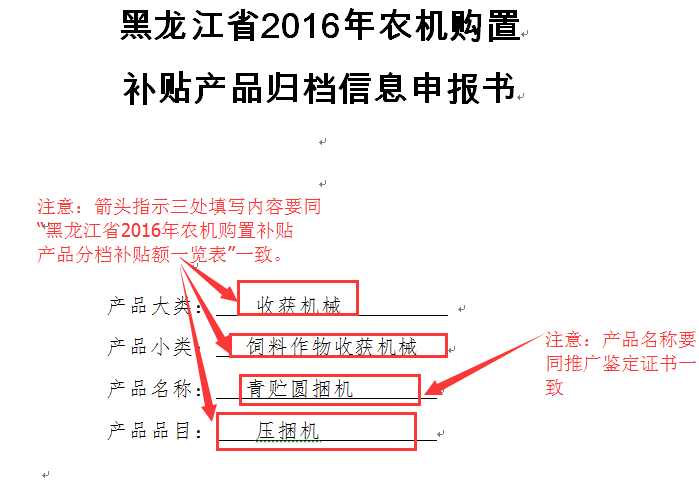 黑龙江省2016年农机购置
补贴产品归档信息申报书
注意：箭头指示三处填写内容要同
“黑龙江省2016年农机购置补贴
产品分档补贴额一览表”一致。
产品大类：收获机械
产品小类：饲料作物收获机械
产品名称：青贮圆捆机
产品品目：压捆机
注意：产品名称要
同推广鉴定证书一
致